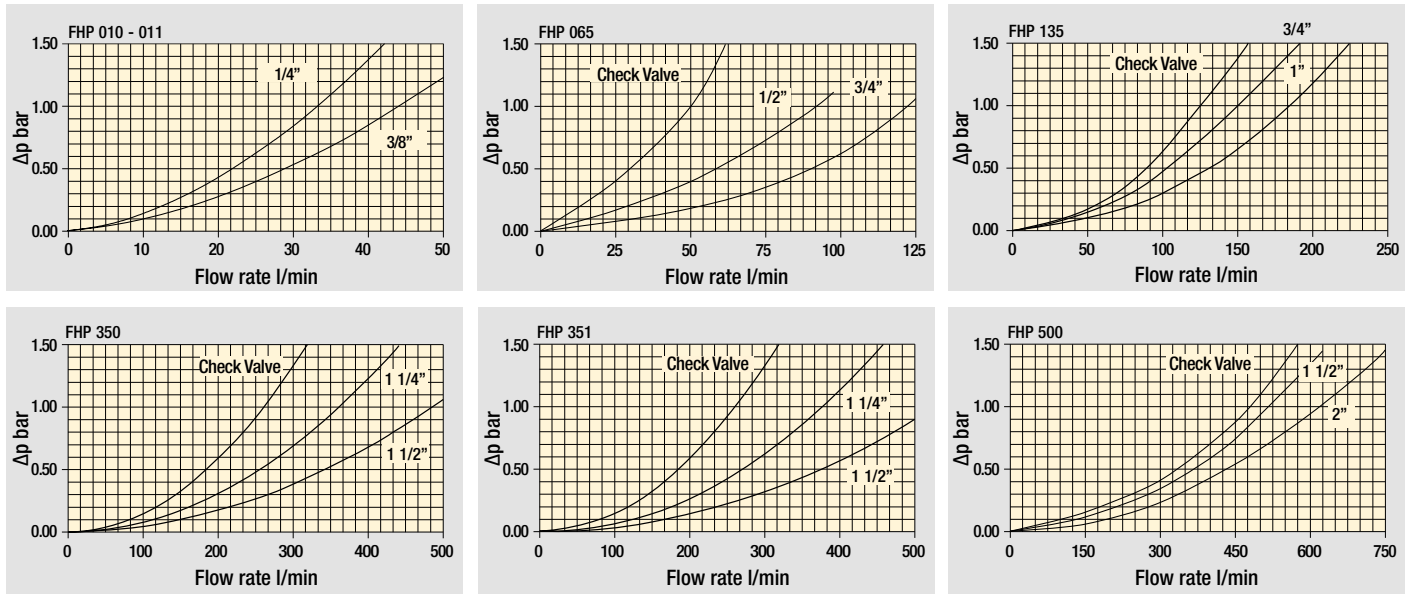 FHP 010 - 011
1.50
1.00
0.50
0.00
Δp bar
1/4”
3/8”
0 10 20 30 40 50
Flow rate l/min
FHP 065
1.50
1.00
0.50
0.00
Δp bar
Check Valve
1/2”
3/4”
0 25 50 75 100 125
Flow rate l/min
FHP 135
1.50
1.00
0.50
0.00
Δp bar
Check Valve
3/4”
1”
0 50 100 150 200 250
Flow rate l/min
FHP 350
1.50
1.00
0.50
0.00
Δp bar
Check Valve
1 1/4”
1 1/2”
0 100 200 300 400 500
Flow rate l/min
FHP 351
1.50
1.00
0.50
0.00
Δp bar
Check Valve
1 1/4”
1 1/2”
0 100 200 300 400 500
Flow rate l/min
FHP 500
1.50
1.00
0.50
0.00
Δp bar
Check Valve
1 1/2”
2”
0 150 300 450 600 750
Flow rate l/min